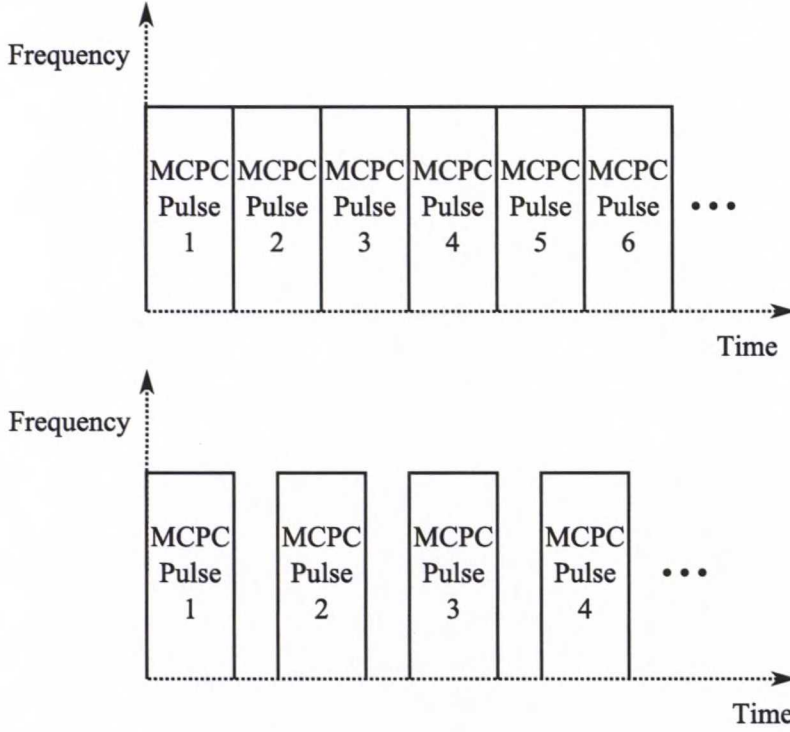 Frequency
MCPC MCPC MCPC MCPC MCPC MCPC
Pulse Pulse Pulse Pulse Pulse Pulse
1 2 3 4 5 6
Time
Frequency
MCPC MCPC MCPC MCPC
Pulse Pulse Pulse Pulse
1 2 3 4
Time